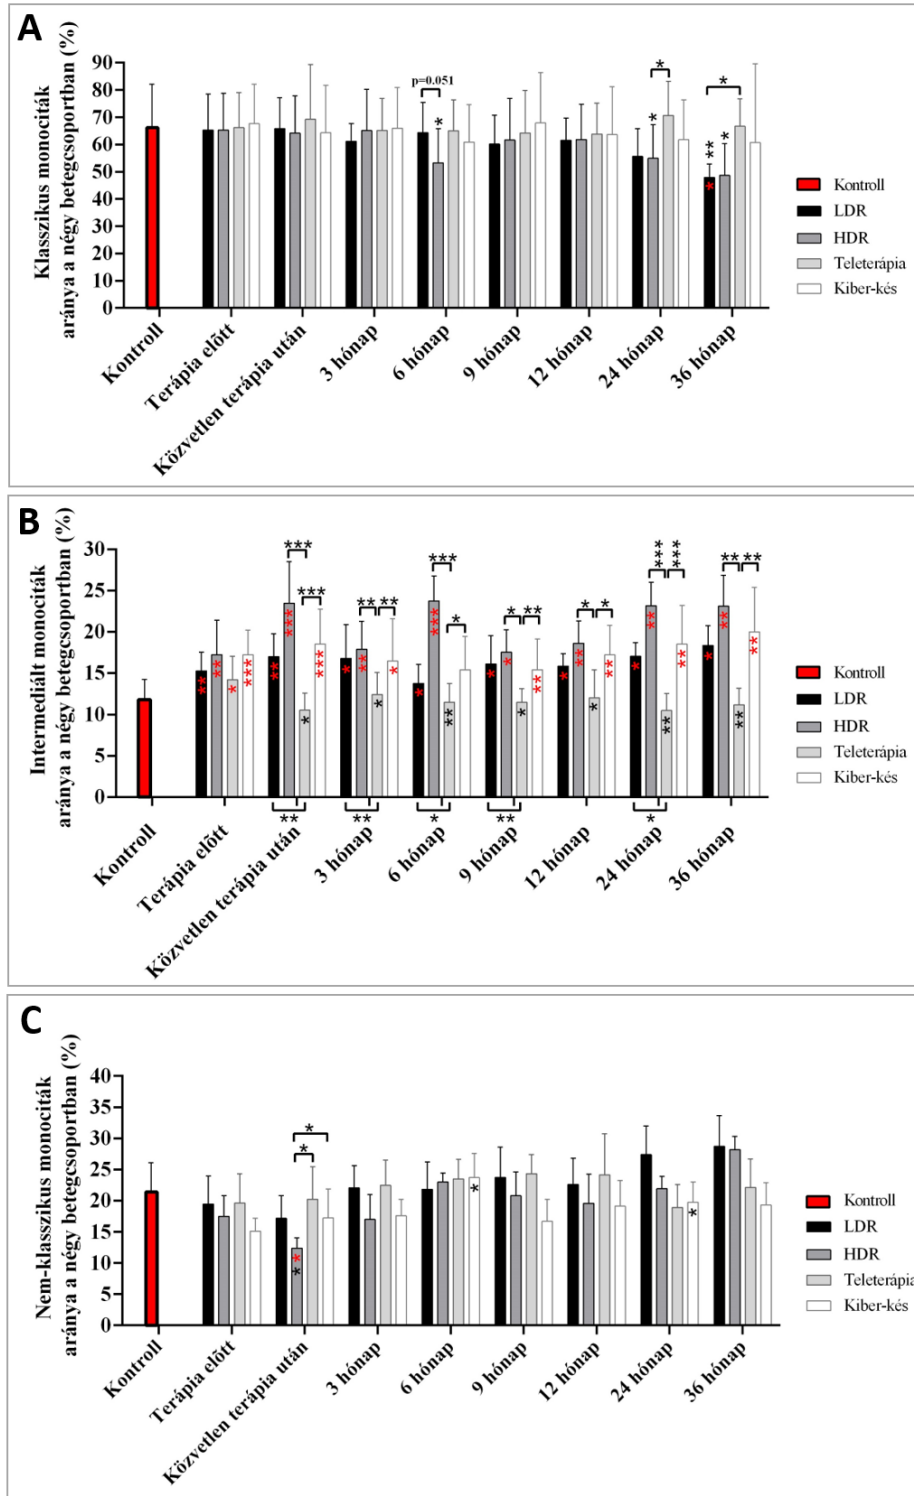 A
Klasszikus monociták
aránya a négy betegcsoportban (%)
90
80
70
60
50
40
30
20
10
0
p=0.051
*
*
*
*
**
*
*
Kontroll
Terápia előtt
Közvetlen terápia után
3 hónap
6 hónap
9 hónap
12 hónap
24 hónap
36 hónap
Kontroll
LDR
HDR
Teleterápia
Kiber-kés
B
Intermediált monociták
aránya a négy betegcsoportban (%)
30
25
20
15
10
5
0
*** *** *** **
*** ** ** * * ** * * *** ***
** ** * ** *
Kontroll
Terápia előtt
Közvetlen terápia után
3 hónap
6 hónap
9 hónap
12 hónap
24 hónap
36 hónap
Kontroll
LDR
HDR
Teleterápia
Kiber-kés
C
Nem-klasszikus monociták
aránya a négy betegcsoportban (%)
40
35
30
25
20
15
10
5
0
*
*
*
*
*
*
Kontroll
Terápia előtt
Közvetlen terápia után
3 hónap
6 hónap
9 hónap
12 hónap
24 hónap
36 hónap
Kontroll
LDR
HDR
Teleterápia
Kiber-kés